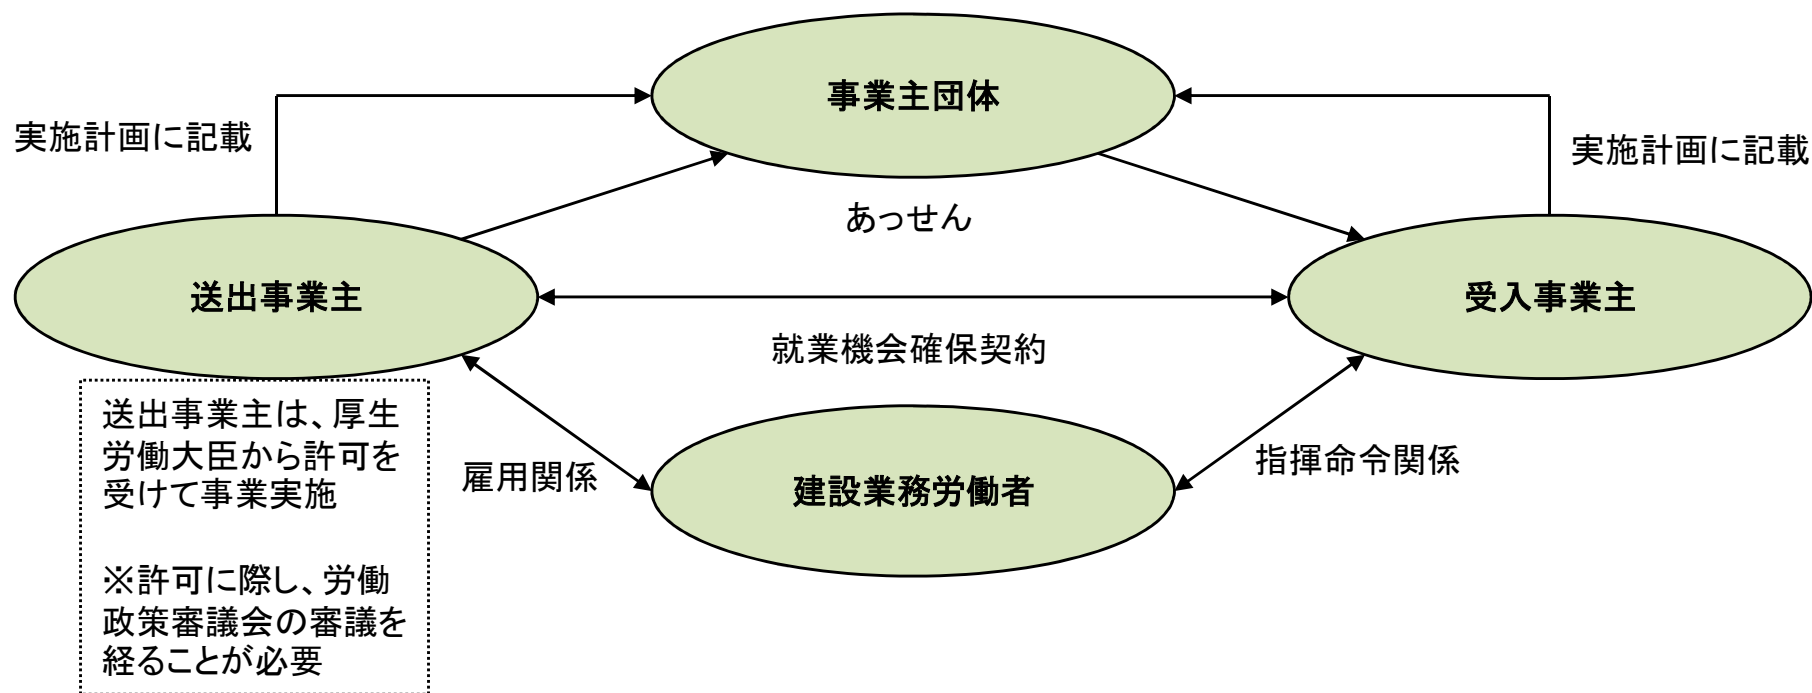 事業主団体
実施計画に記載
実施計画に記載
あっせん
送出事業主
受入事業主
就業機会確保契約
送出事業主は、厚生
労働大臣から許可を
受けて事業実施
※許可に際し、労働
政策審議会の審議を
経ることが必要
雇用関係
指揮命令関係
建設業務労働者